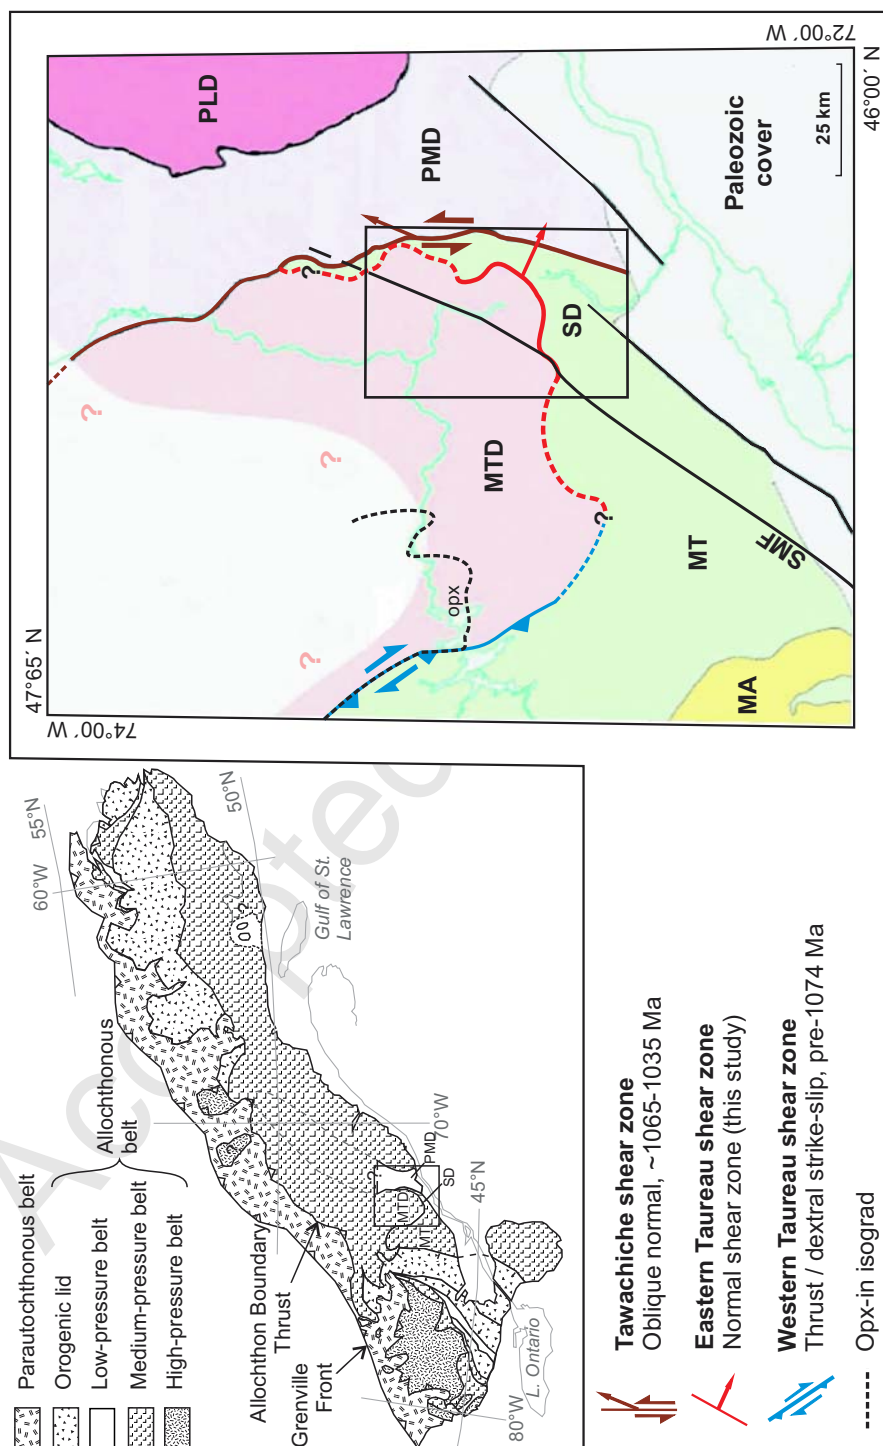 Parautochthonous belt
Orogenic lid
Low-pressure belt
Medium-pressure belt
High-pressure belt
Allochthonous
belt
Allochthon Boundary
Thrust
Grenville
Front
60°W
55°N
50°N
Gulf of St.
Lawrence
?
70°W
PMD
SD
MTD
MT
45°N
L. Ontario
80°W
Accepted
Tawachiche shear zone
Oblique normal, ~1065-1035 Ma
Eastern Taureau shear zone
Normal shear zone (this study)
Western Taureau shear zone
Thrust / dextral strike-slip, pre-1074 Ma
Opx-in isograd
47°65´ N
74°00´ W
?
?
?
?
?
PLD
PMD
MTD
opx
SD
MT
SMF
MA
Paleozoic
cover
25 km
72°00´ W
46°00´ N